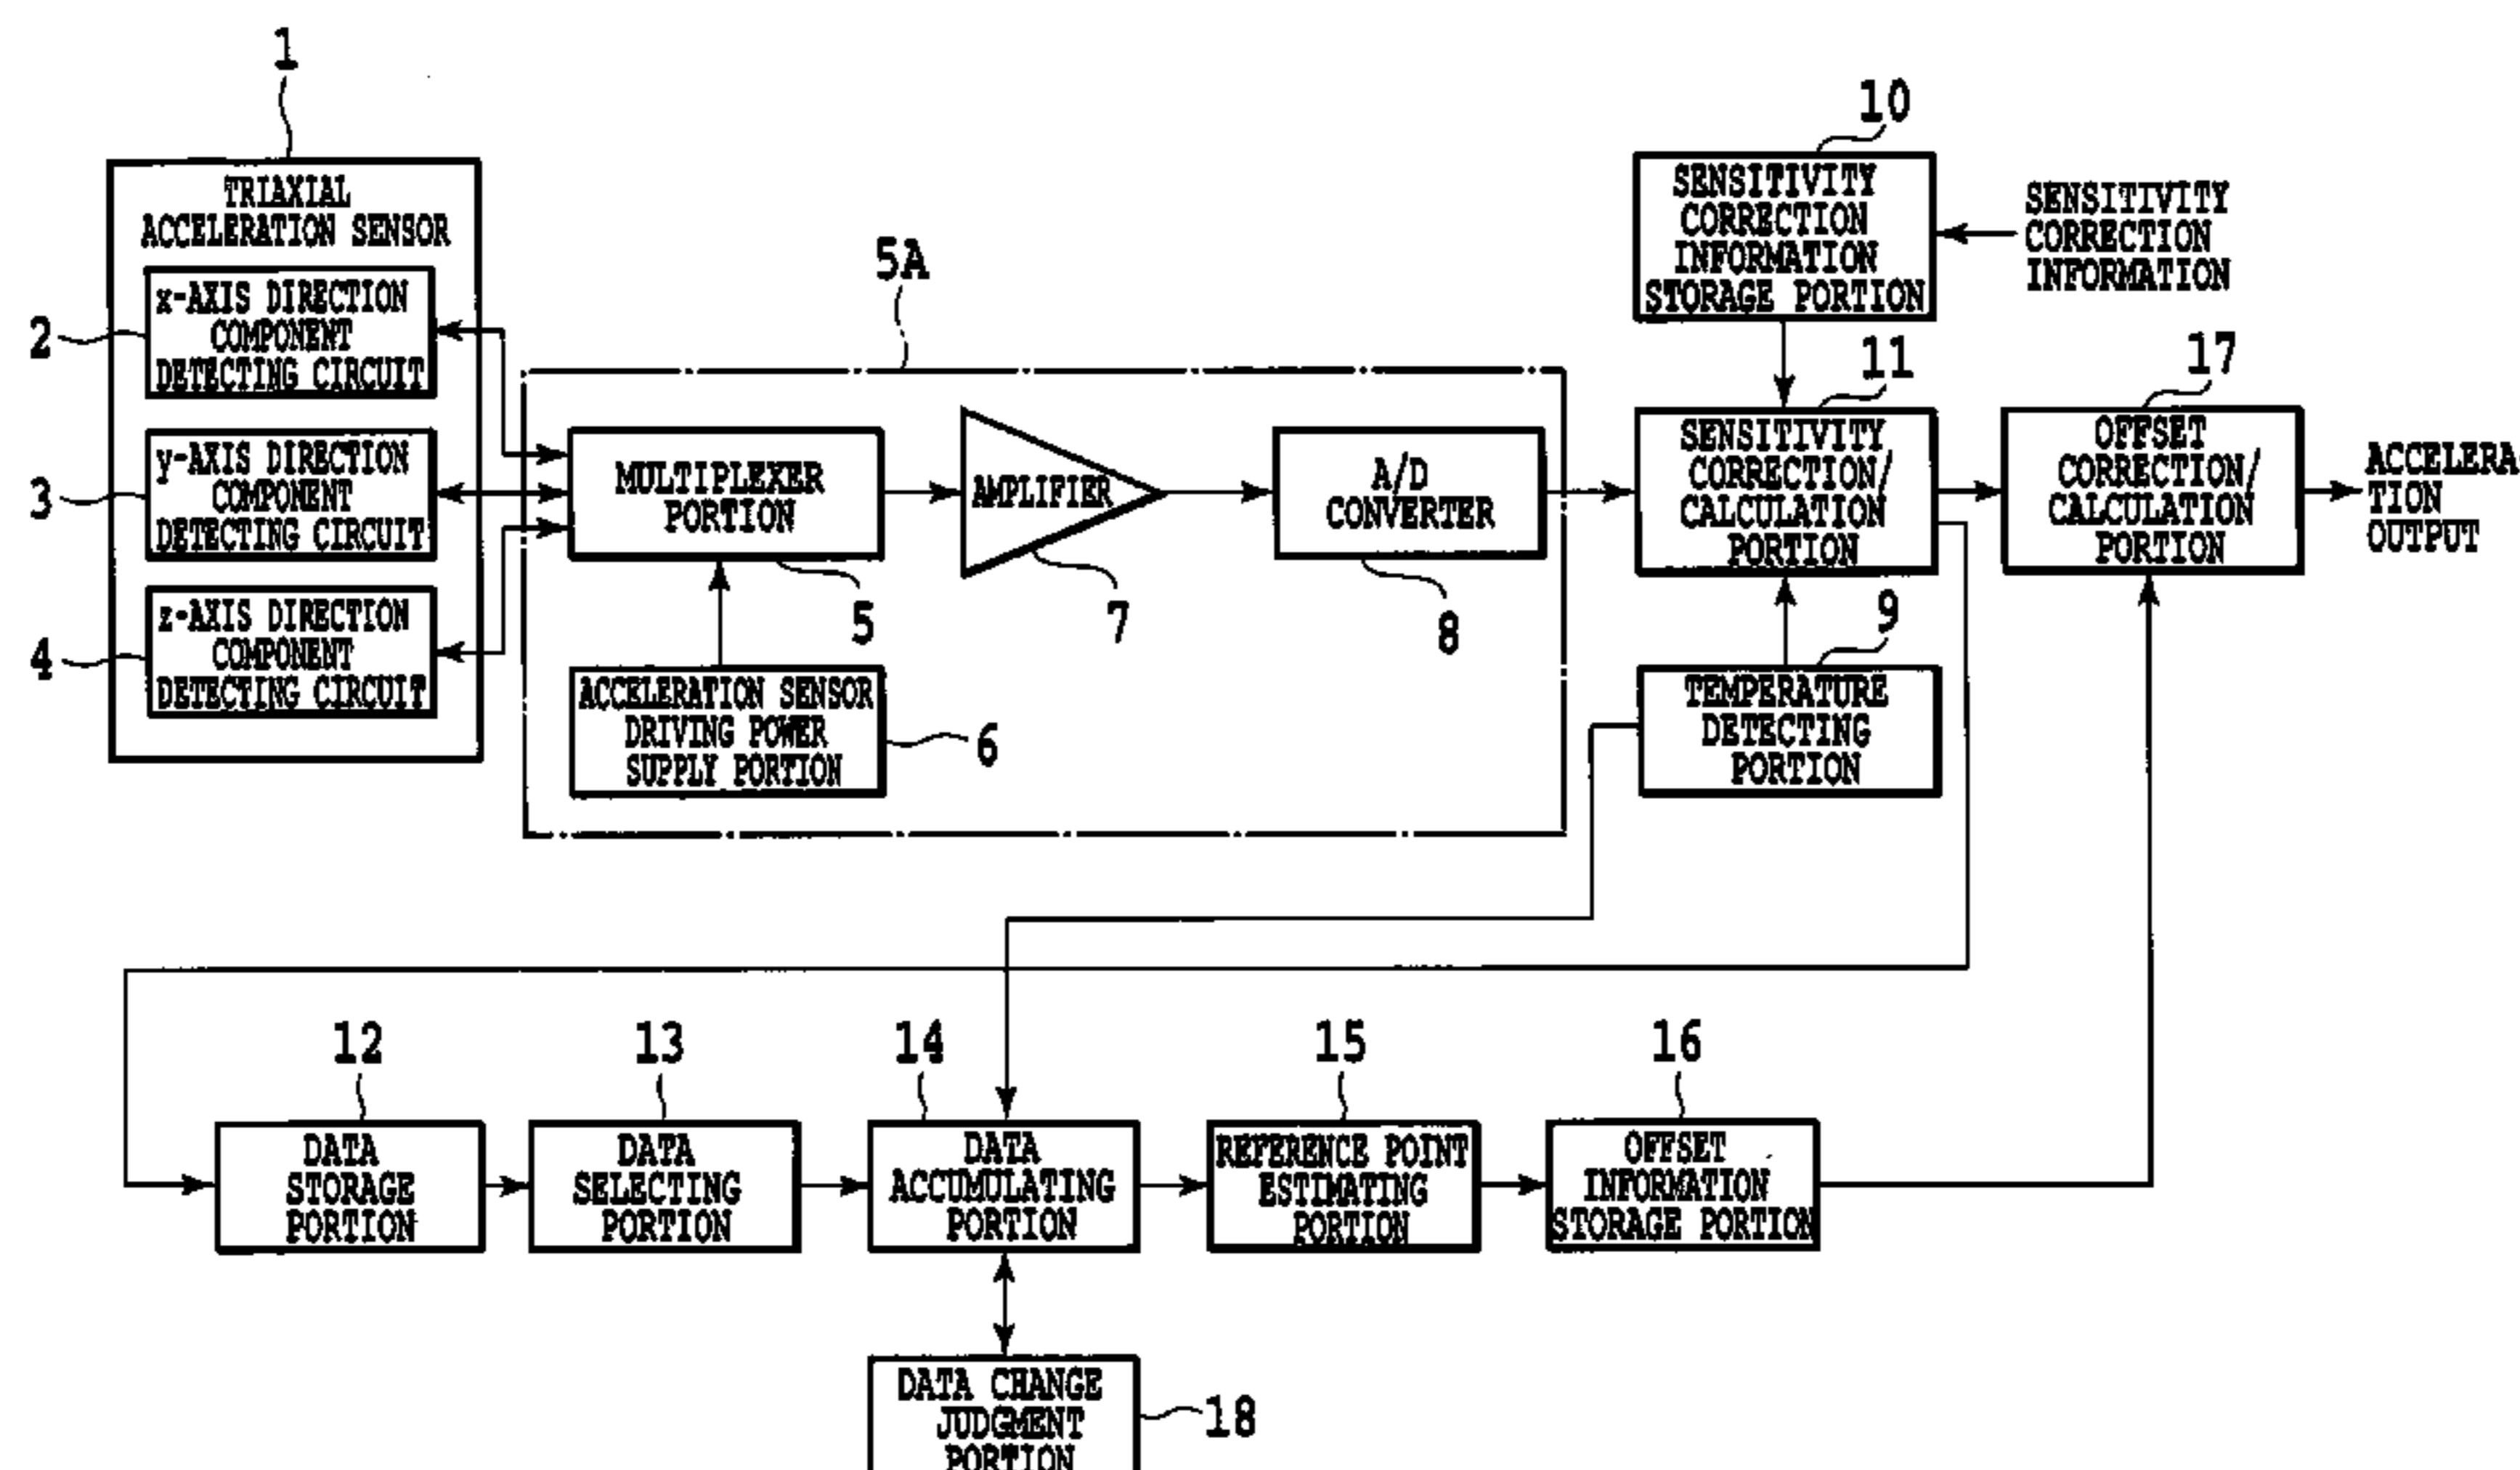 1
TRIAXIAL
ACCELERATION SENSOR
2
x-AXIS DIRECTION
COMPONENT
DETECTING CIRCUIT
3
y-AXIS DIRECTION
COMPONENT
DETECTING CIRCUIT
4
z-AXIS DIRECTION
COMPONENT
DETECTING CIRCUIT
5A
MULTIPLEXER
PORTION
5
ACCELERATION SENSOR
DRIVING POWER
SUPPLY PORTION
6
AMPLIFIER
7
A/D
CONVERTER
8
10
SENSITIVITY
CORRECTION
INFORMATION
STORAGE PORTION
SENSITIVITY
CORRECTION
INFORMATION
11
SENSITIVITY
CORRECTION/
CALCULATION
PORTION
9
TEMPERATURE
DETECTING
PORTION
17
OFFSET
CORRECTION/
CALCULATION
PORTION
ACCELERA
TION
OUTPUT
12
DATA
STORAGE
PORTION
13
DATA
SELECTING
PORTION
14
DATA
ACCUMULATING
PORTION
15
REFERENCE POINT
ESTIMATING
PORTION
16
OFFSET
INFORMATION
STORAGE PORTION
DATA CHANGE
JUDGMENT
PORTION
18